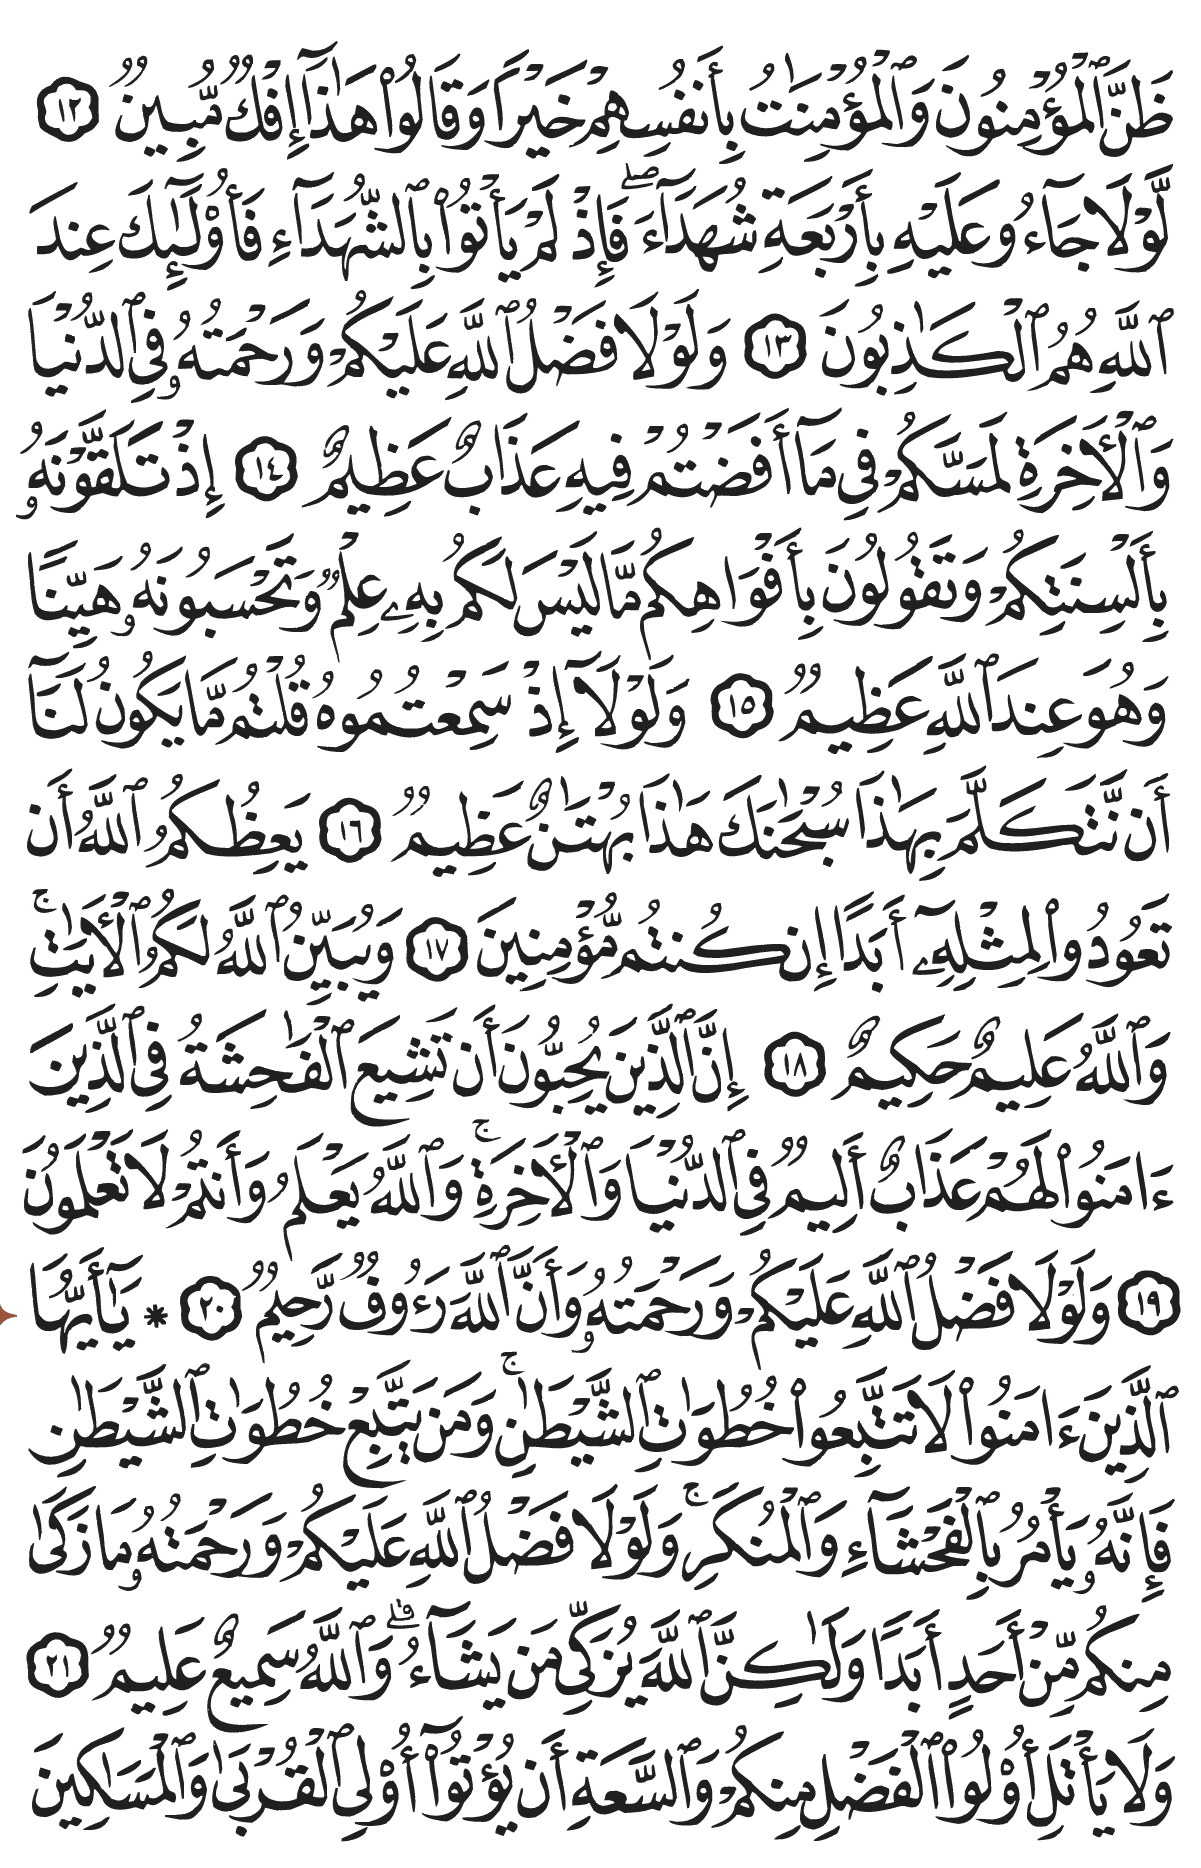 ظَنَّ ٱلْمُؤْمِنُونَ وَٱلْمُؤْمِنَٰتُ بِأَنفُسِهِمْ خَيْرًا وَقَالُوا۟ هَٰذَآ إِفْكٌ مُّبِينٌ ١٢
لَّوْلَا جَآءُو عَلَيْهِ بِأَرْبَعَةِ شُهَدَآءَ ۖ فَإِذْ لَمْ يَأْتُوا۟ بِٱلشُّهَدَآءِ فَأُو۟لَٰٓئِكَ عِندَ
ٱللَّهِ هُمُ ٱلْكَٰذِبُونَ ١٣ وَلَوْلَا فَضْلُ ٱللَّهِ عَلَيْكُمْ وَرَحْمَتُهُۥ فِى ٱلدُّنْيَا
وَٱلْءَاخِرَةِ لَمَسَّكُمْ فِى مَآ أَفَضْتُمْ فِيهِ عَذَابٌ عَظِيمٌ ١٤ إِذْ تَلَقَّوْنَهُۥ
بِأَلْسِنَتِكُمْ وَتَقُولُونَ بِأَفْوَاهِكُم مَّا لَيْسَ لَكُم بِهِۦ عِلْمٌ وَتَحْسَبُونَهُۥ هَيِّنًا
وَهُوَ عِندَ ٱللَّهِ عَظِيمٌ ١٥ وَلَوْلَآ إِذْ سَمِعْتُمُوهُ قُلْتُم مَّا يَكُونُ لَنَآ
أَن نَّتَكَلَّمَ بِهَٰذَا سُبْحَٰنَكَ هَٰذَا بُهْتَٰنٌ عَظِيمٌ ١٦ يَعِظُكُمُ ٱللَّهُ أَن
تَعُودُوا۟ لِمِثْلِهِۦٓ أَبَدًا إِن كُنتُم مُّؤْمِنِينَ ١٧ وَيُبَيِّنُ ٱللَّهُ لَكُمُ ٱلْءَايَٰتِ ۚ
وَٱللَّهُ عَلِيمٌ حَكِيمٌ ١٨ إِنَّ ٱلَّذِينَ يُحِبُّونَ أَن تَشِيعَ ٱلْفَٰحِشَةُ فِى ٱلَّذِينَ
ءَامَنُوا۟ لَهُمْ عَذَابٌ أَلِيمٌ فِى ٱلدُّنْيَا وَٱلْءَاخِرَةِ ۚ وَٱللَّهُ يَعْلَمُ وَأَنتُمْ لَا تَعْلَمُونَ
١٩ وَلَوْلَا فَضْلُ ٱللَّهِ عَلَيْكُمْ وَرَحْمَتُهُۥ وَأَنَّ ٱللَّهَ رَءُوفٌ رَّحِيمٌ ٢٠ * يَٰٓأَيُّهَا
ٱلَّذِينَ ءَامَنُوا۟ لَا تَتَّبِعُوا۟ خُطُوَٰتِ ٱلشَّيْطَٰنِ ۚ وَمَن يَتَّبِعْ خُطُوَٰتِ ٱلشَّيْطَٰنِ
فَإِنَّهُۥ يَأْمُرُ بِٱلْفَحْشَآءِ وَٱلْمُنكَرِ ۚ وَلَوْلَا فَضْلُ ٱللَّهِ عَلَيْكُمْ وَرَحْمَتُهُۥ مَا زَكَىٰ
مِنكُم مِّنْ أَحَدٍ أَبَدًا وَلَٰكِنَّ ٱللَّهَ يُزَكِّى مَن يَشَآءُ ۗ وَٱللَّهُ سَمِيعٌ عَلِيمٌ ٢١
وَلَا يَأْتَلِ أُو۟لُوا۟ ٱلْفَضْلِ مِنكُمْ وَٱلسَّعَةِ أَن يُؤْتُوٓا۟ أُو۟لِى ٱلْقُرْبَىٰ وَٱلْمَسَٰكِينَ